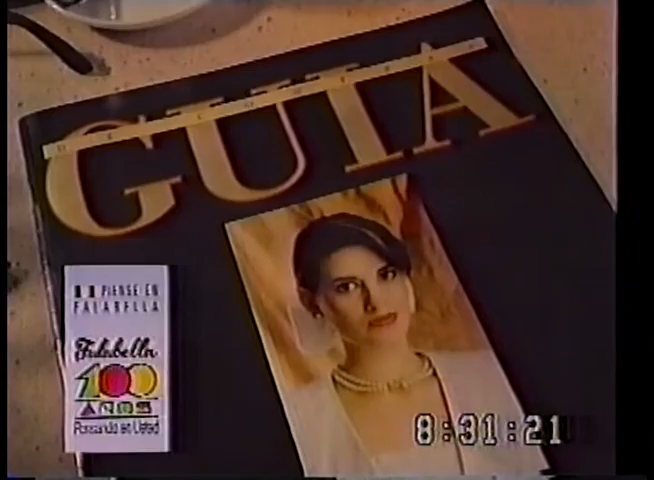 GUIA
PIENSE EN
FALABELLA
Falabella
100
AÑOS
Pensando en Usted
8:31:21